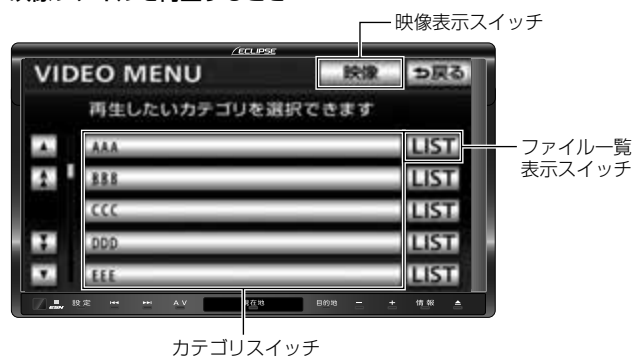 映像表示スイッチ
ECLIPSE
VIDEO MENU 映像 戻る
再生したいカテゴリを選択できます
AAA LIST
ファイル一覧
表示スイッチ
BBB LIST
CCC LIST
DDD LIST
EEE LIST
設定 A.V 現在地 目的地 － ＋ 情報
カテゴリスイッチ